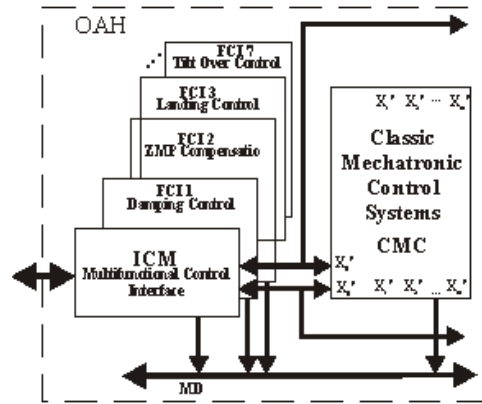 OAH
FCI 7
Tilt Over Control
FCI 3
Landing Control
FCI 2
ZMP Compensatio
FCI 1
Damping Control
ICM
Multifunctional Control
Interface
Classic
Mechatronic
Control
Systems
CMC
MD